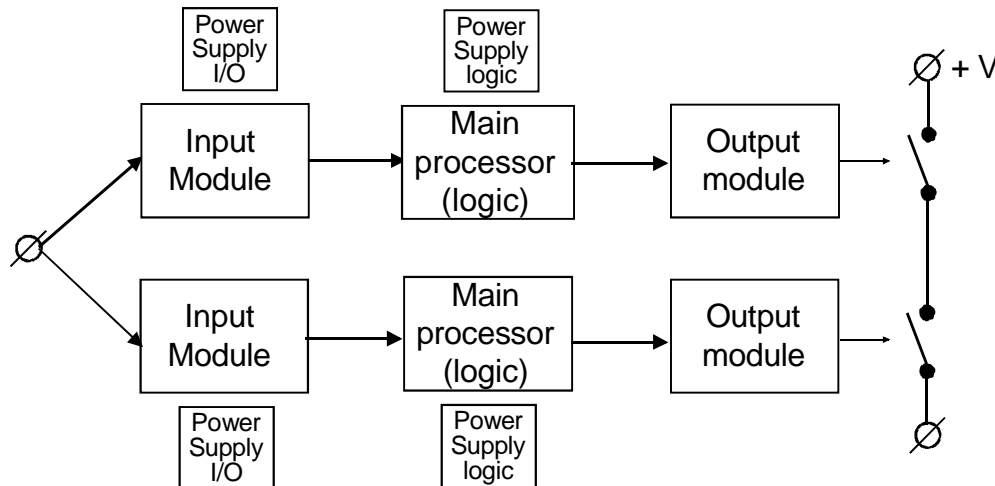 Power
Supply
I/O
Power
Supply
logic
+ V
Input
Module
Main
processor
(logic)
Output
module
Input
Module
Main
processor
(logic)
Output
module
Power
Supply
I/O
Power
Supply
logic